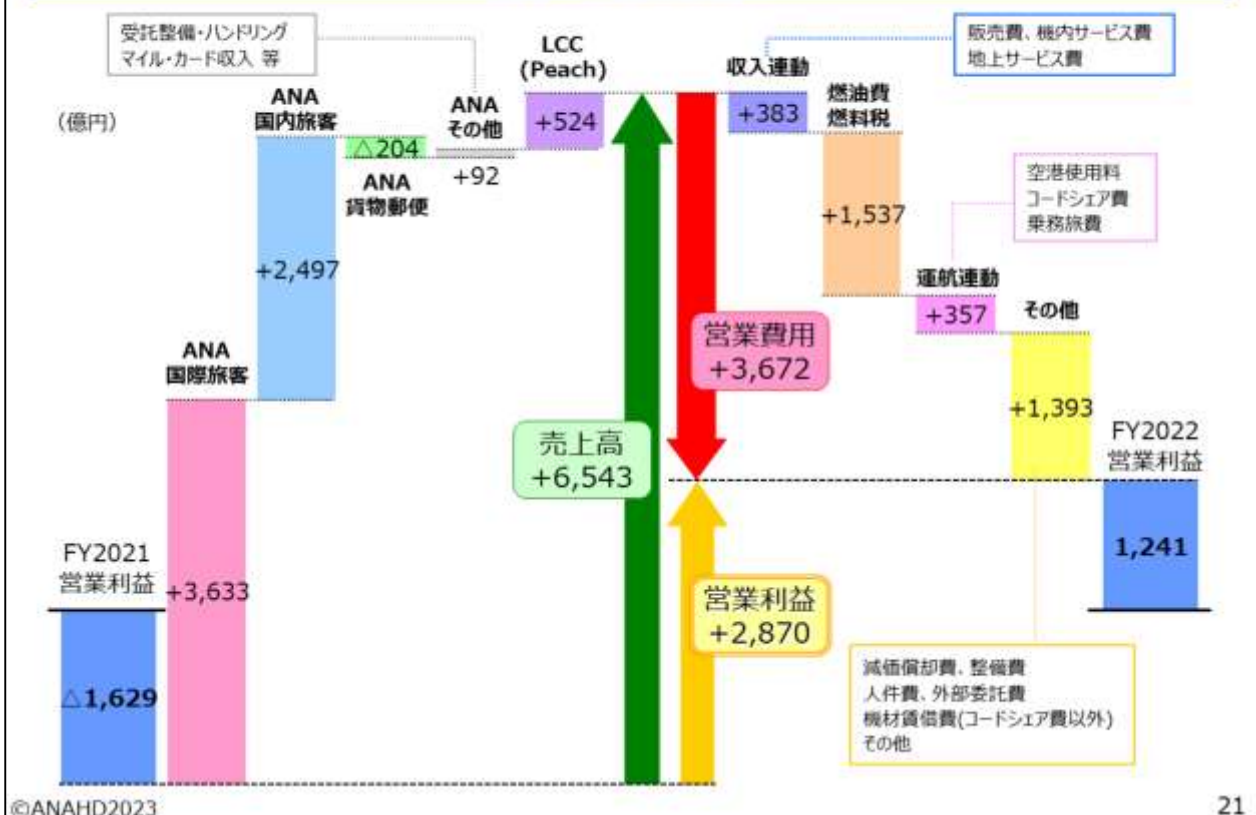 受託整備・ハンドリング
マイル・カード収入 等
(億円)
ANA
国内旅客
△204
ANA
貨物郵便
ANA
その他
+92
LCC
(Peach)
+524
収入連動
+383
販売費、機内サービス費
地上サービス費
燃油費
燃料税
+1,537
空港使用料
コードシェア費
乗務旅費
運航連動
+357
その他
+1,393
+2,497
ANA
国際旅客
+3,633
営業費用
+3,672
売上高
+6,543
営業利益
+2,870
FY2021
営業利益
△1,629
FY2022
営業利益
1,241
減価償却費、整備費
人件費、外部委託費
機材賃借費(コードシェア費以外)
その他
©ANAHD2023
21